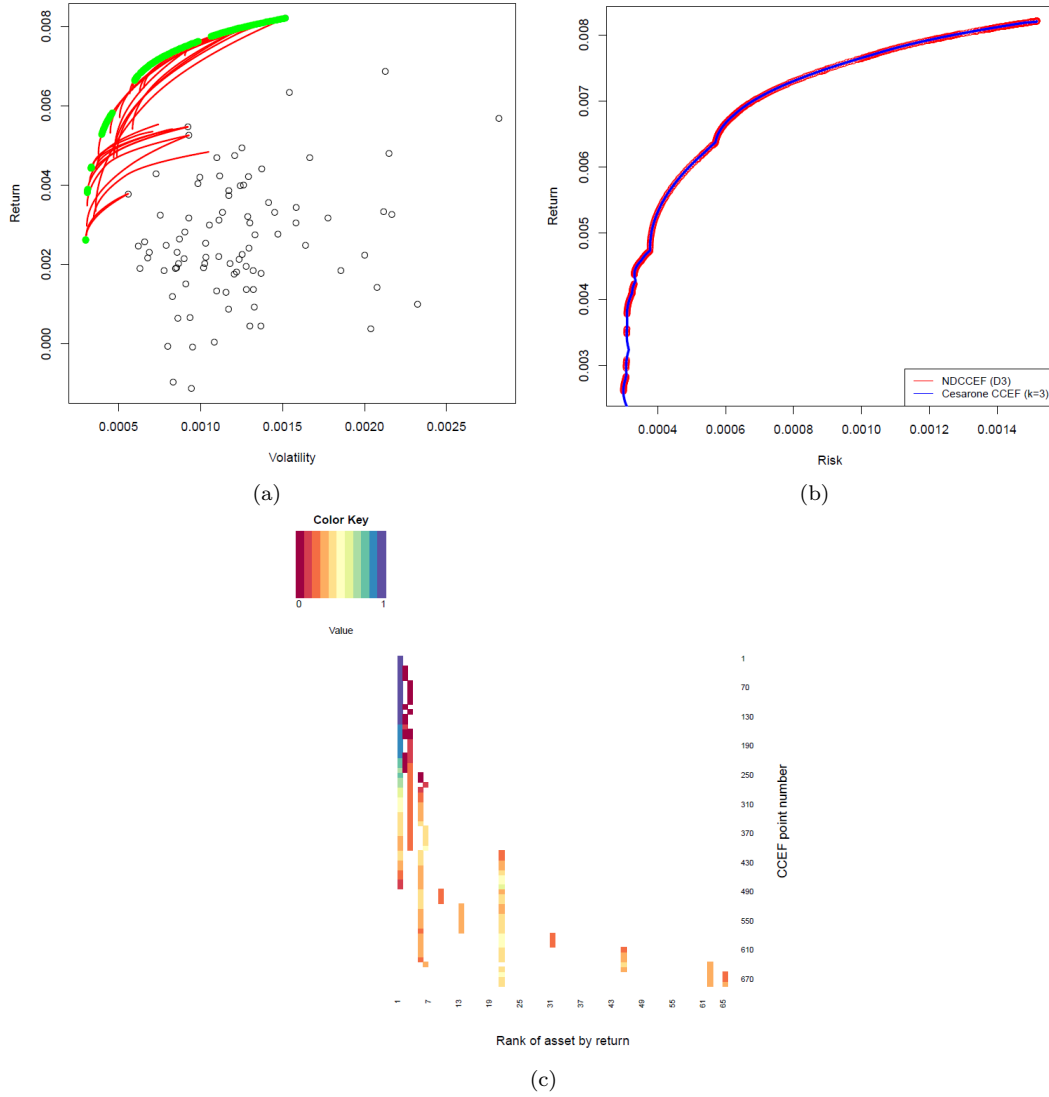 0.008
0.006
0.004
0.002
0.000
Return
0.0005 0.0010 0.0015 0.0020 0.0025
Volatility
(a)
0.008
0.007
0.006
0.005
0.004
0.003
Return
NDCCEF (D3)
Cesarone CCEF (k=3)
0.0004 0.0006 0.0008 0.0010 0.0012 0.0014
Risk
(b)
Color Key
0 1
Value
1
70
130
190
250
310
370
430
490
550
610
670
CCEF point number
1 7 13 19 25 31 37 43 49 55 61 65
Rank of asset by return
(c)